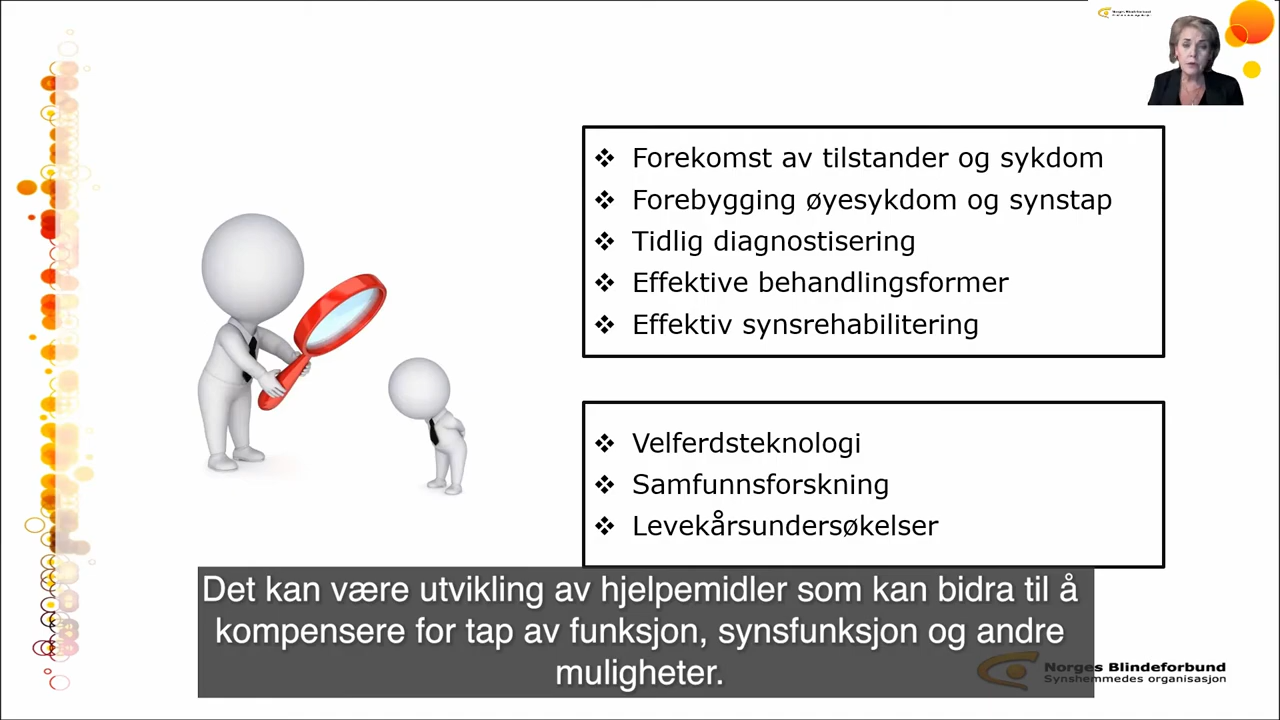 ❖ Forekomst av tilstander og sykdom
❖ Forebygging øyesykdom og synstap
❖ Tidlig diagnostisering
❖ Effektive behandlingsformer
❖ Effektiv synsrehabilitering
❖ Velferdsteknologi
❖ Samfunnsforskning
❖ Levekårsundersøkelser
Det kan være utvikling av hjelpemidler som kan bidra til å
kompensere for tap av funksjon, synsfunksjon og andre
muligheter.
Norges Blindeforbund
Synshemmedes organisasjon